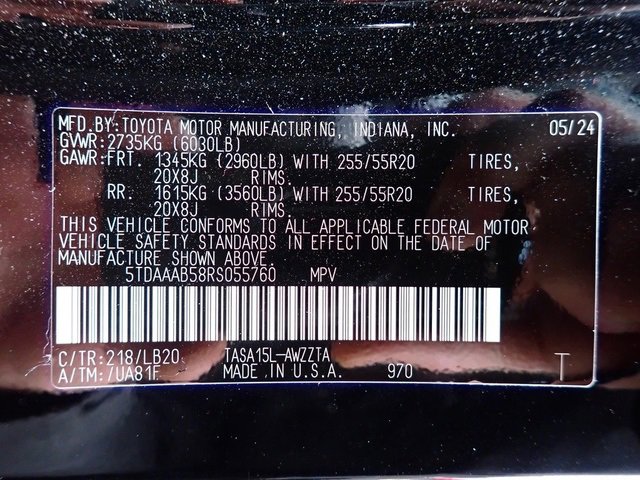 MFD.BY:TOYOTA MOTOR MANUFACTURING, INDIANA, INC. 05/24
GVWR:2735KG (6030LB)
GAWR:FRT. 1345KG (2960LB) WITH 255/55R20 TIRES,
20X8J RIMS.
RR. 1615KG (3560LB) WITH 255/55R20 TIRES,
20X8J RIMS.
THIS VEHICLE CONFORMS TO ALL APPLICABLE FEDERAL MOTOR
VEHICLE SAFETY STANDARDS IN EFFECT ON THE DATE OF
MANUFACTURE SHOWN ABOVE.
5TDAAAB58RS055760 MPV
C/TR:218/LB20 TASA15L-AWZZTA
A/TM:/UA81F MADE IN U.S.A. 970 T